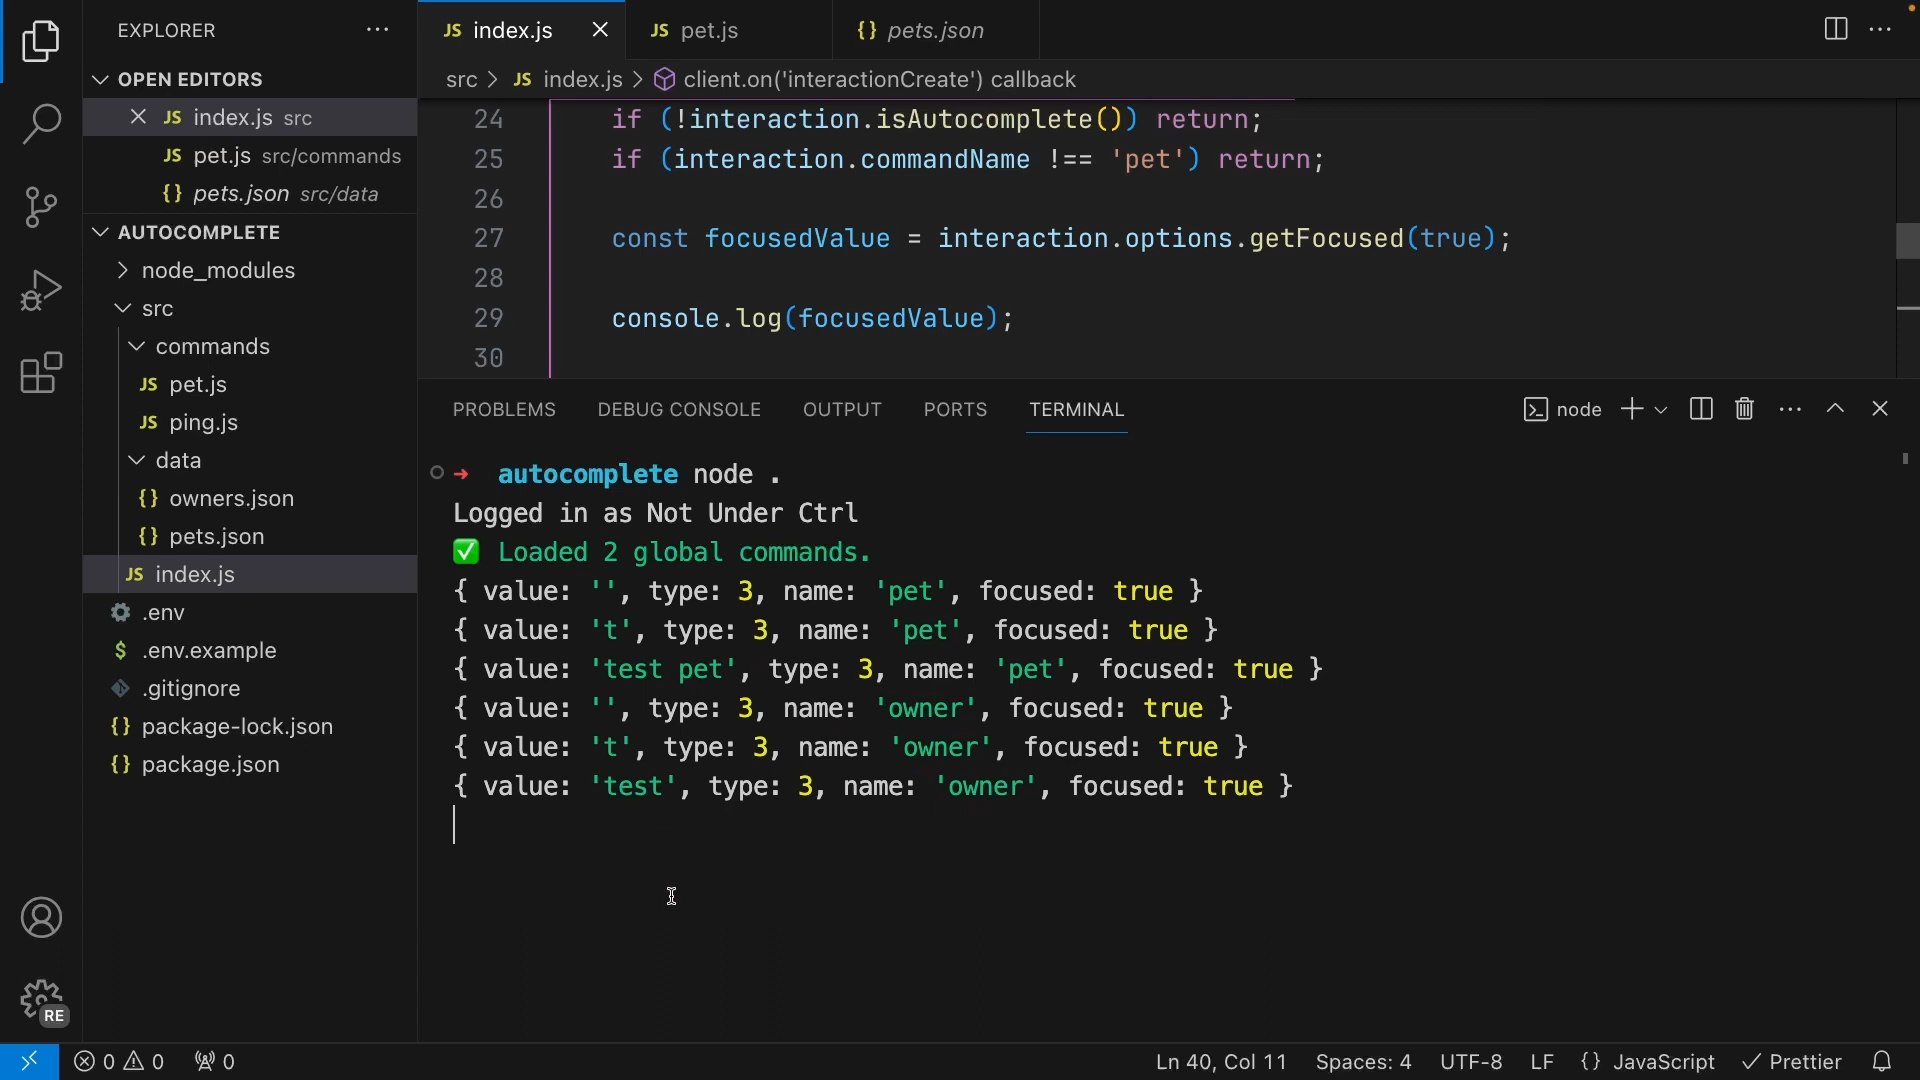 EXPLORER
OPEN EDITORS
JS index.js src
JS pet.js src/commands
{} pets.json src/data
AUTOCOMPLETE
node_modules
src
commands
JS pet.js
JS ping.js
data
{} owners.json
{} pets.json
JS index.js
.env
$ .env.example
.gitignore
{} package-lock.json
{} package.json
RE
JS index.js
JS pet.js
{} pets.json
src > JS index.js > client.on('interactionCreate') callback
24 if (!interaction.isAutocomplete()) return;
25 if (interaction.commandName !== 'pet') return;
26
27 const focusedValue = interaction.options.getFocused(true);
28
29 console.log(focusedValue);
30
PROBLEMS DEBUG CONSOLE OUTPUT PORTS TERMINAL
node
→ autocomplete node .
Logged in as Not Under Ctrl
✅ Loaded 2 global commands.
{ value: '', type: 3, name: 'pet', focused: true }
{ value: 't', type: 3, name: 'pet', focused: true }
{ value: 'test pet', type: 3, name: 'pet', focused: true }
{ value: '', type: 3, name: 'owner', focused: true }
{ value: 't', type: 3, name: 'owner', focused: true }
{ value: 'test', type: 3, name: 'owner', focused: true }
0 0 0
Ln 40, Col 11 Spaces: 4 UTF-8 LF {} JavaScript Prettier